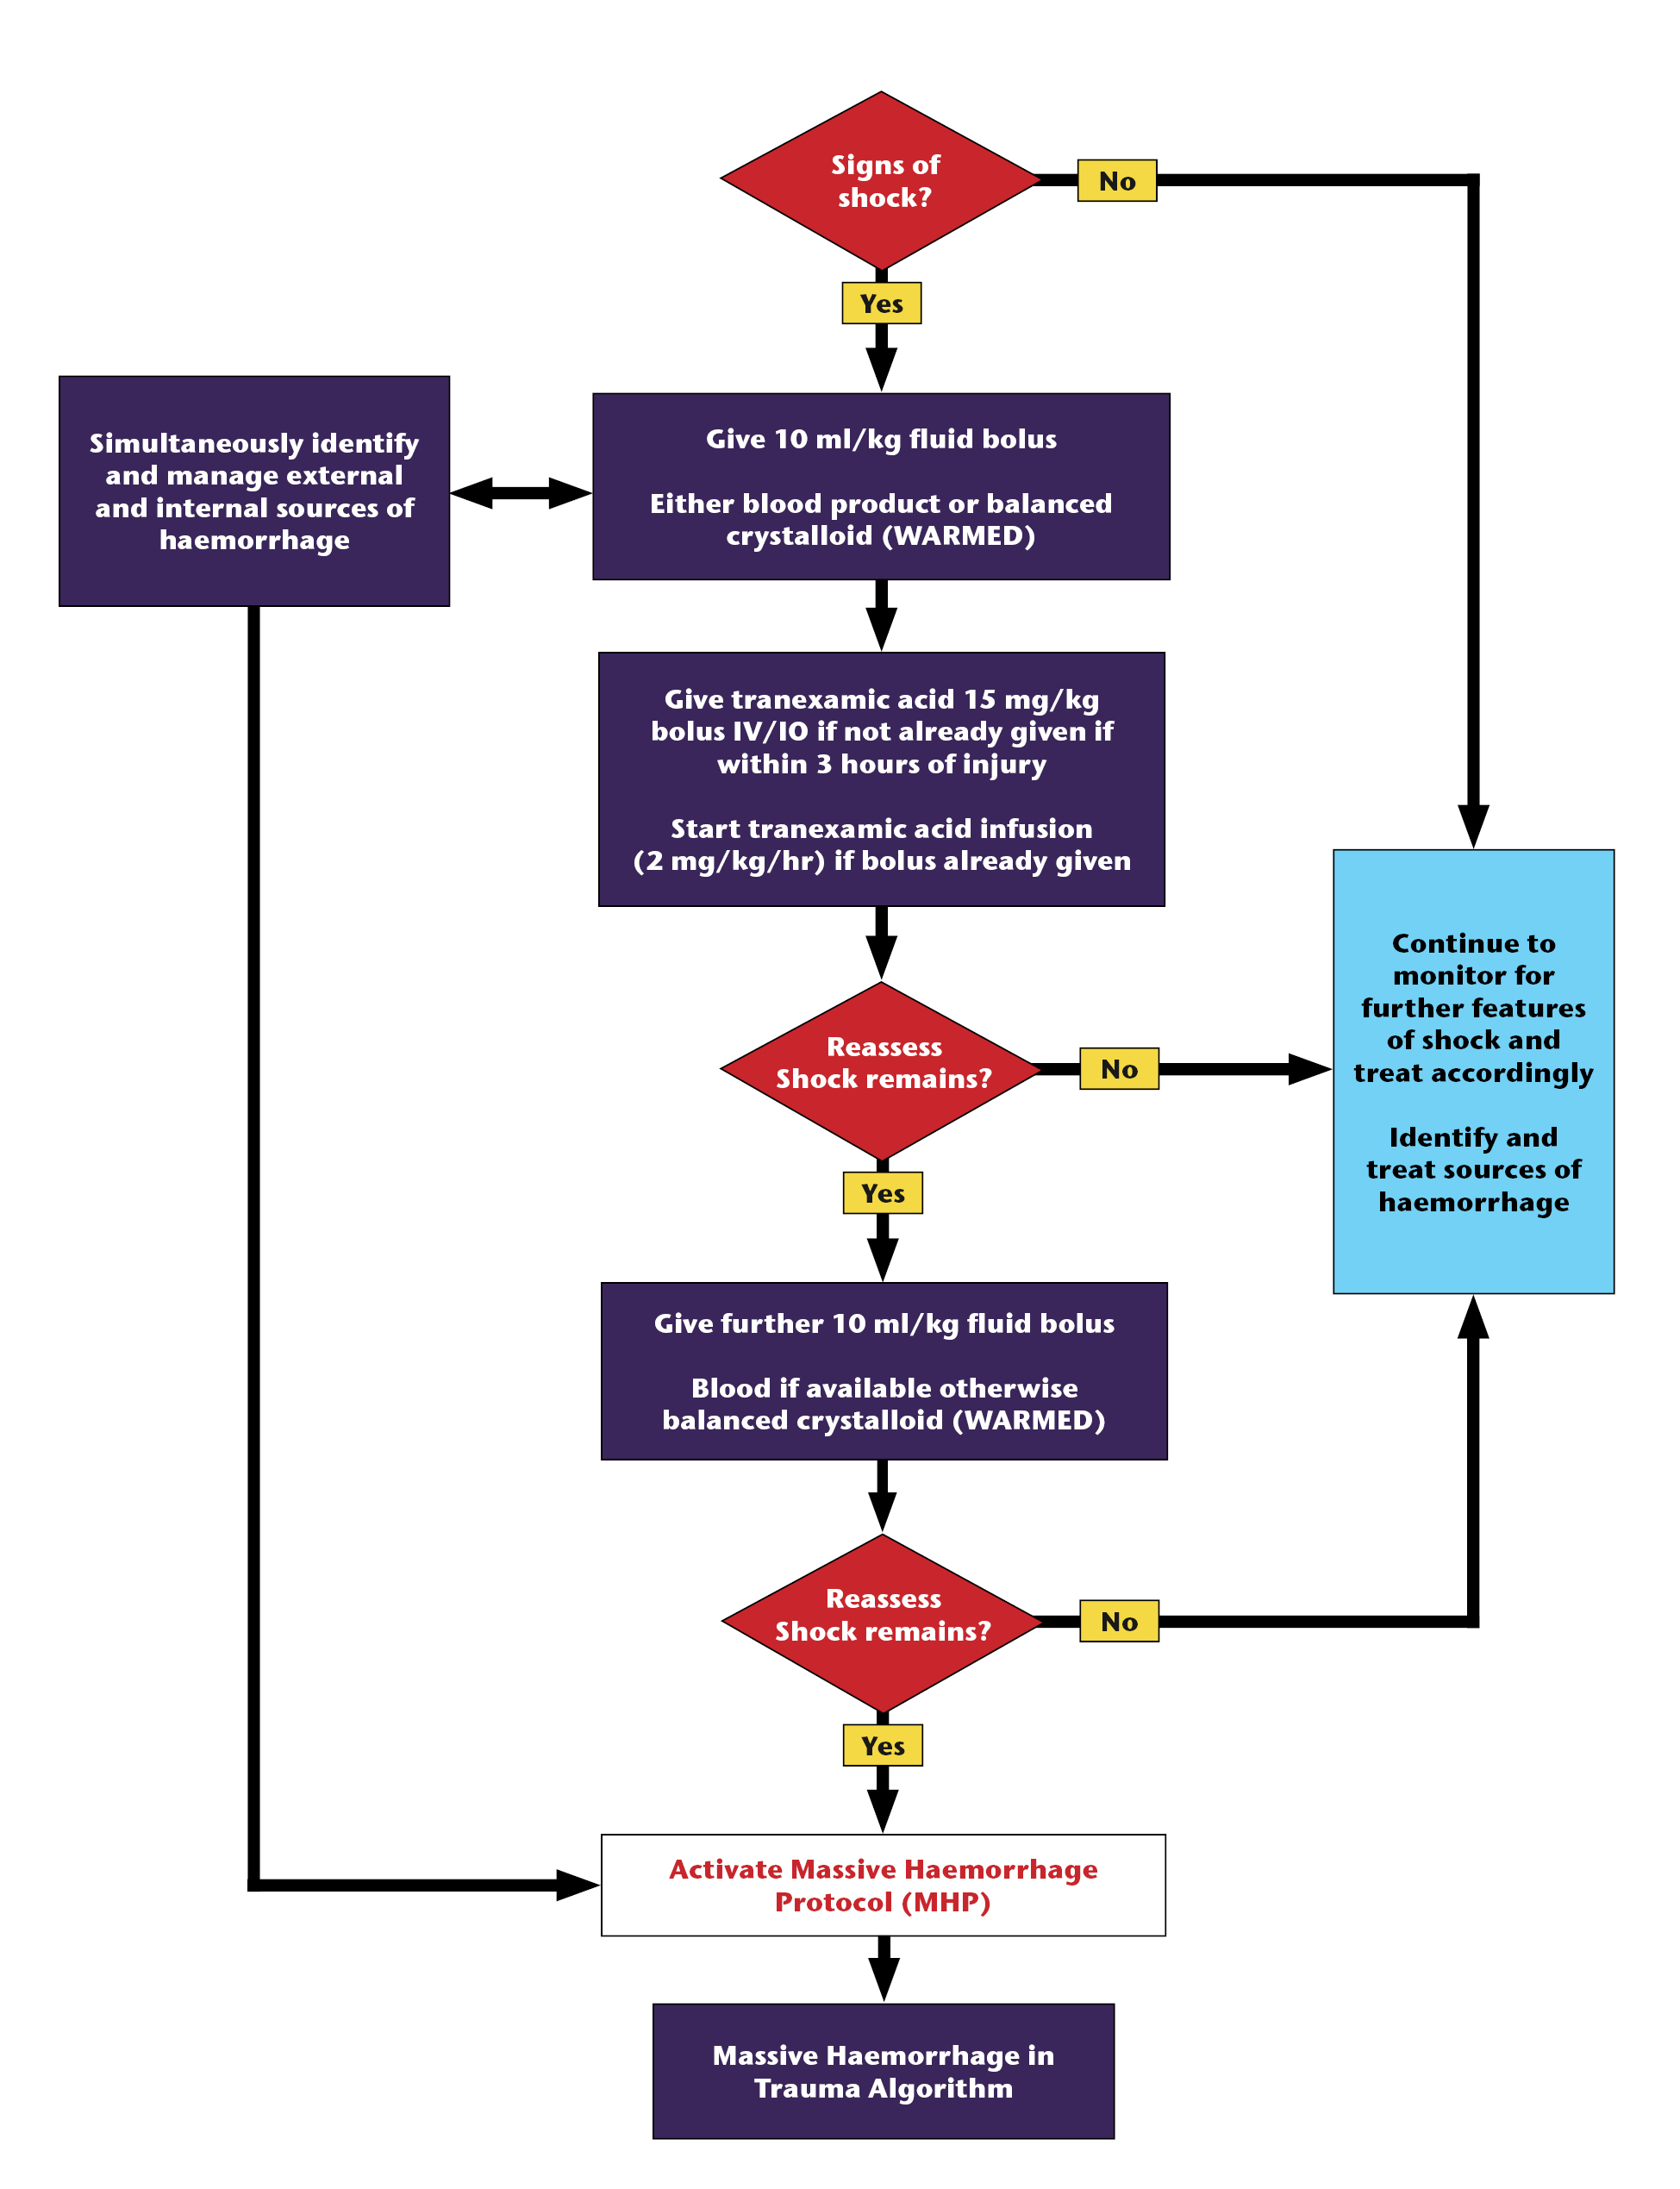 Signs of
shock?
No
Yes
Simultaneously identify
and manage external
and internal sources of
haemorrhage
Give 10 ml/kg fluid bolus
Either blood product or balanced
crystalloid (WARMED)
Give tranexamic acid 15 mg/kg
bolus IV/IO if not already given if
within 3 hours of injury
Start tranexamic acid infusion
(2 mg/kg/hr) if bolus already given
Continue to
monitor for
further features
of shock and
treat accordingly
Identify and
treat sources of
haemorrhage
Reassess
Shock remains?
No
Yes
Give further 10 ml/kg fluid bolus
Blood if available otherwise
balanced crystalloid (WARMED)
Reassess
Shock remains?
No
Yes
Activate Massive Haemorrhage
Protocol (MHP)
Massive Haemorrhage in
Trauma Algorithm